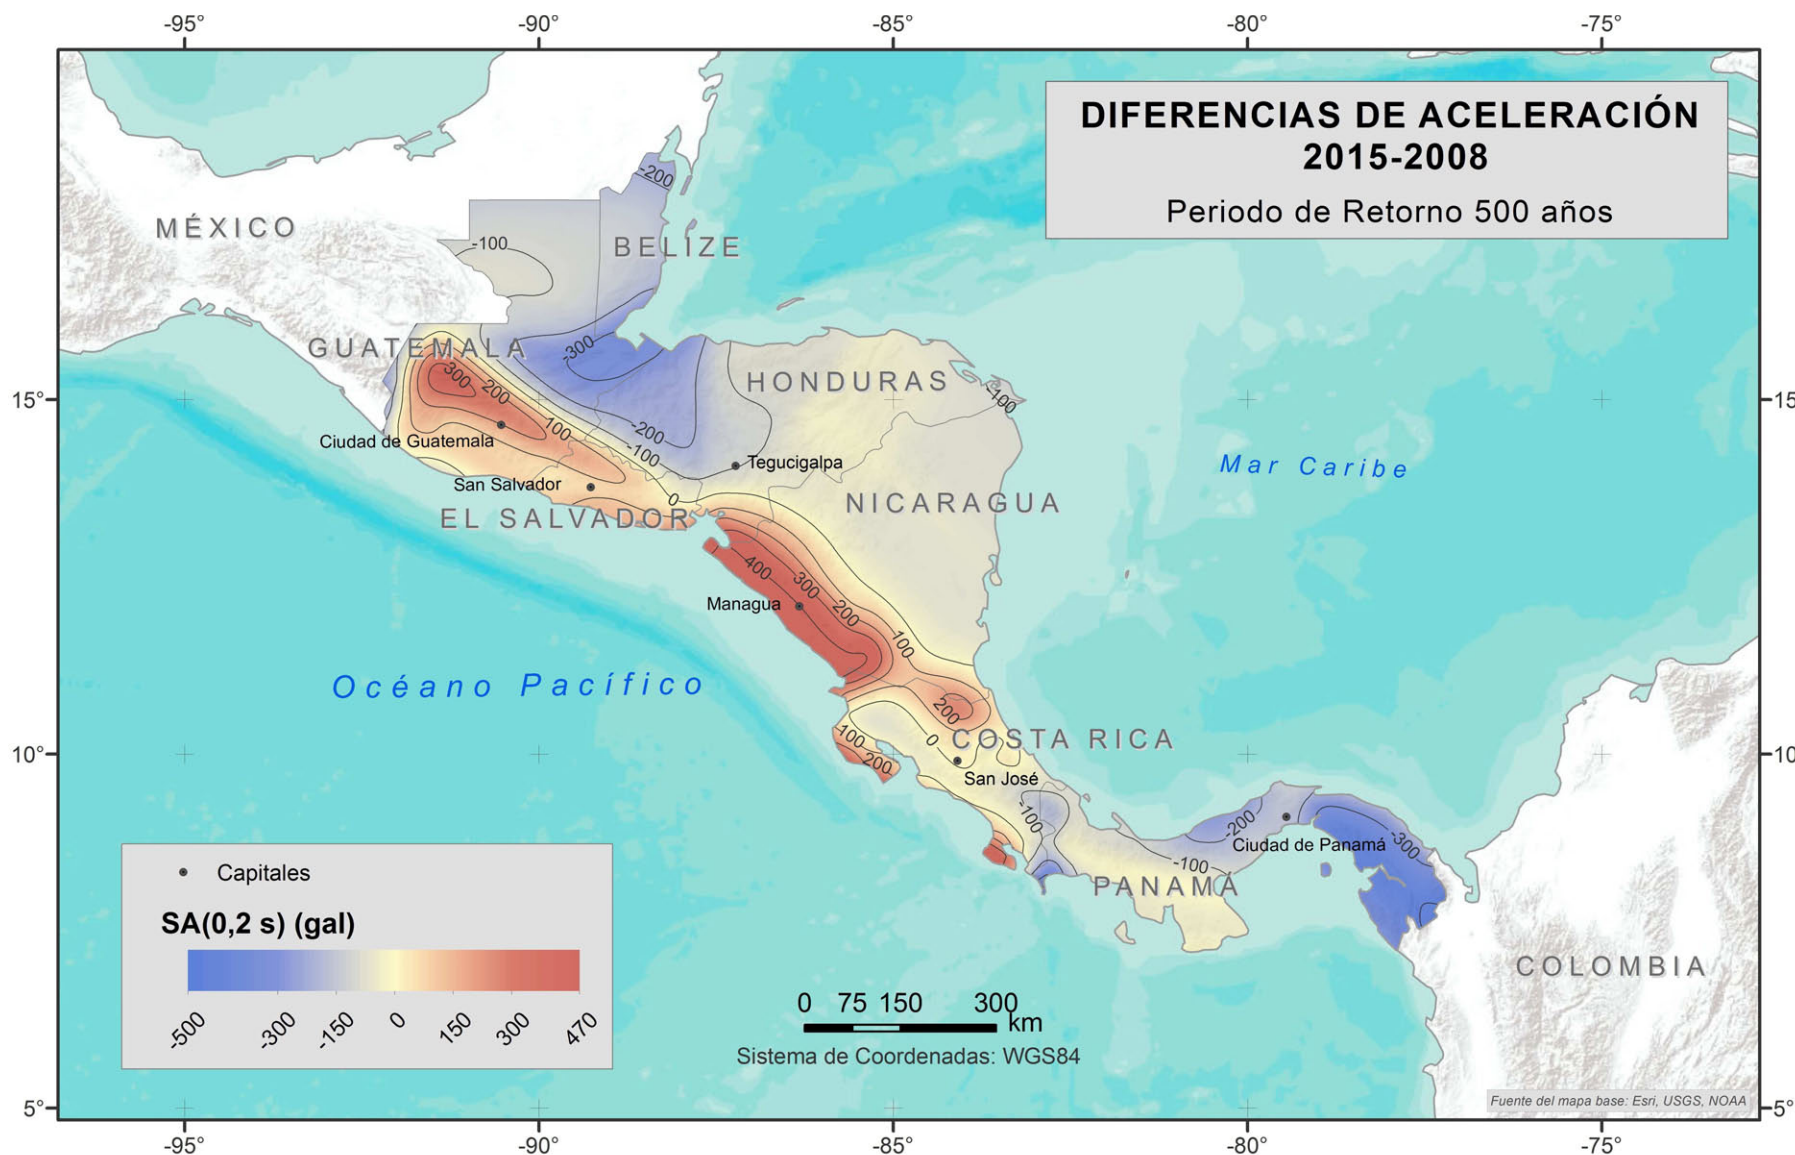 -95°
-90°
-85°
-80°
-75°
DIFERENCIAS DE ACELERACIÓN
2015-2008
Periodo de Retorno 500 años
-200
MÉXICO
-100
BELIZE
GUATEMALA
-300
HONDURAS
300
200
-100
15°
15
100
-200
Ciudad de Guatemala
-100
Tegucigalpa
Mar Caribe
San Salvador
0
NICARAGUA
EL SALVADOR
400
300
Managua
200
100
Océano Pacífico
200
100
0
COSTA RICA
10°
10
200
San José
-100
-200
Ciudad de Panamá
-300
-100
PANAMÁ
Capitales
SA(0,2 s) (gal)
-500
-300
-150
0
150
300
470
COLOMBIA
0 75 150 300
km
Sistema de Coordenadas: WGS84
Fuente del mapa base: Esri, USGS, NOAA
5°
5°
-95°
-90°
-85°
-80°
-75°